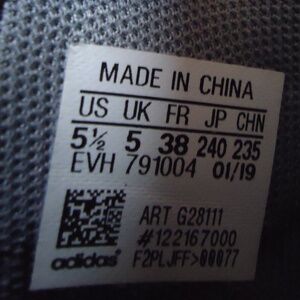 MADE IN CHINA
US UK FR JP CHN
5½ 5 38 240 235
EVH 791004 01/19
ART G28111
#122167000
adidas F2PLJFF>00077